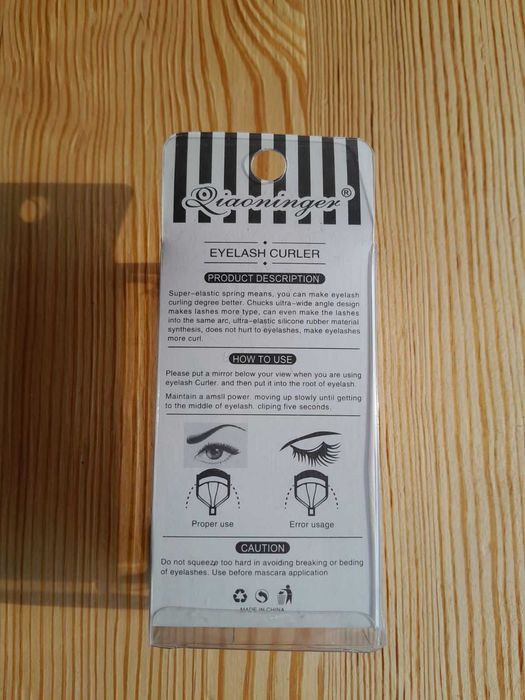 Qiaoninger®
EYELASH CURLER
PRODUCT DESCRIPTION
Super-elastic spring means, you can make eyelash
curling degree better. Chucks ultra-wide angle design
makes lashes more type, can even make the lashes
into the same arc, ultra-elastic silicone rubber material
synthesis, does not hurt to eyelashes, make eyelashes
more curl.
HOW TO USE
Please put a mirror below your view when you are using
eyelash Curler. and then put it into the root of eyelash.
Maintain a amsll power. moving up slowly until getting
to the middle of eyelash. cliping five seconds.
Proper use
Error usage
CAUTION
Do not squeeze too hard in avoiding breaking or beding
of eyelashes. Use before mascara application
MADE IN CHINA